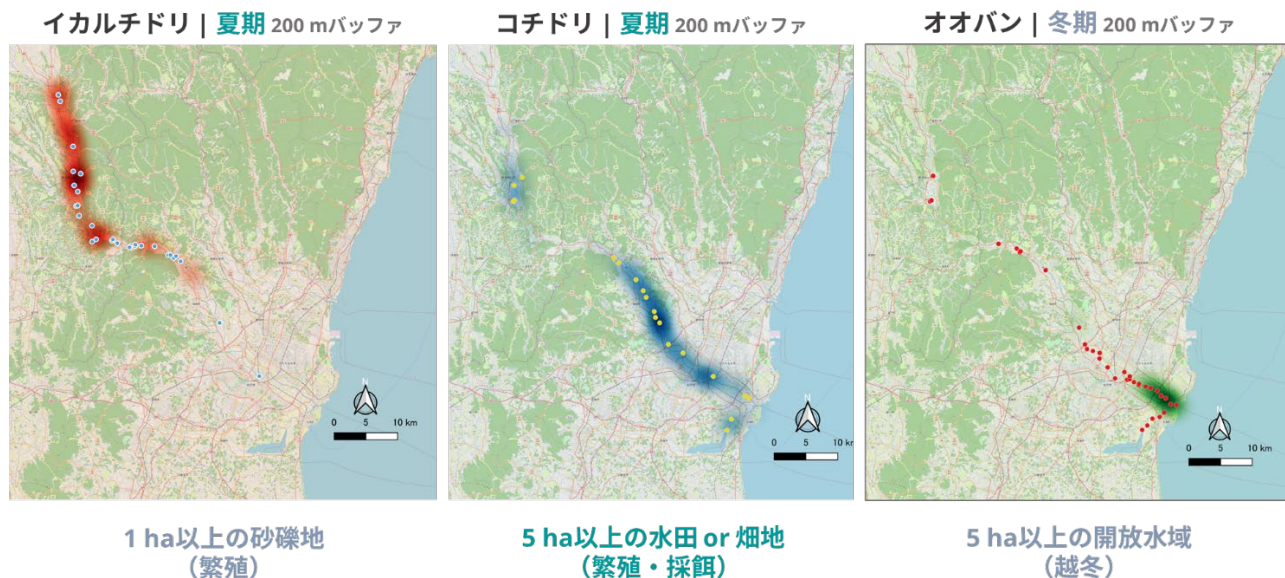 イカルチドリ | 夏期 200 mバッファ
N
0 5 10 km
1 ha以上の砂礫地
（繁殖）
コチドリ | 夏期 200 mバッファ
N
0 5 10 km
5 ha以上の水田 or 畑地
（繁殖・採餌）
オオバン | 冬期 200 mバッファ
N
0 5 10 km
5 ha以上の開放水域
（越冬）